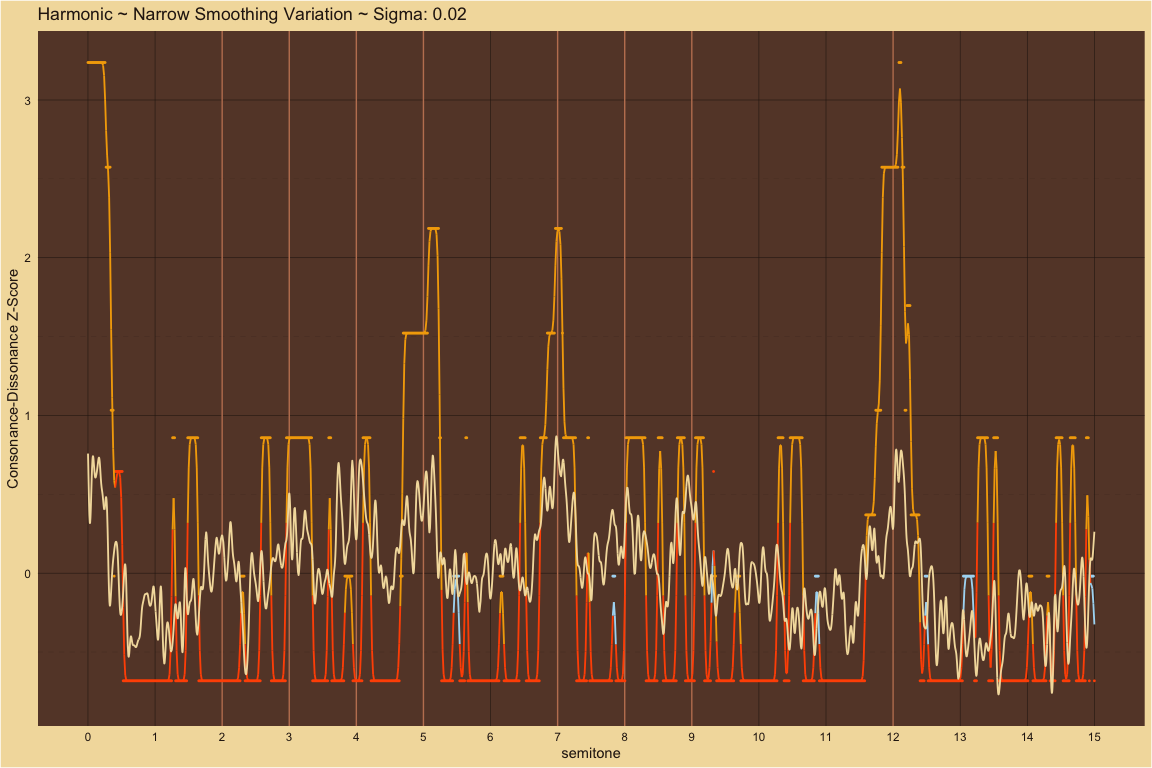 Harmonic ~ Narrow Smoothing Variation ~ Sigma: 0.02
Consonance-Dissonance Z-Score
3
2
1
0
0 1 2 3 4 5 6 7 8 9 10 11 12 13 14 15
semitone